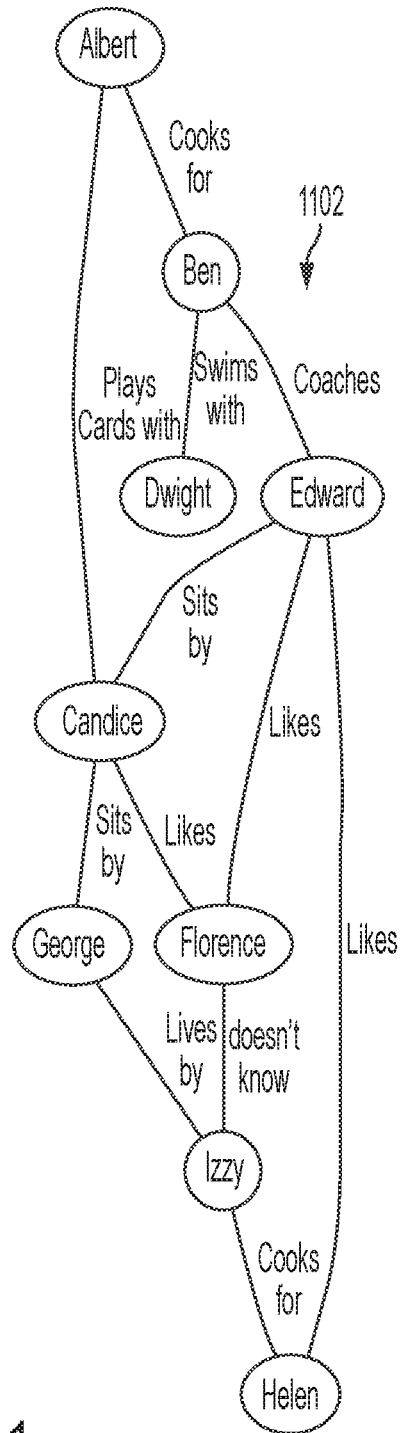 Albert
Cooks
for
1102
Ben
Plays
Cards with
Swims
with
Coaches
Dwight
Edward
Sits
by
Candice
Likes
Sits
by
Likes
George
Florence
Likes
Lives
by
doesn't
know
Izzy
Cooks
for
Helen